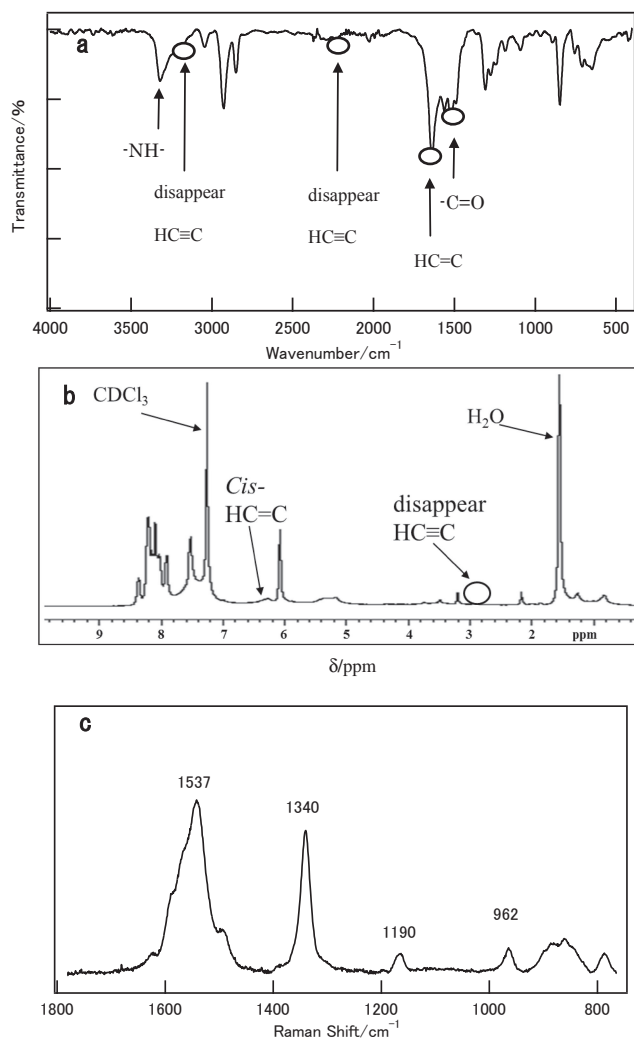 a
Transmittance/%
-NH-
disappear
HC≡C
disappear
HC≡C
-C=O
HC=C
4000 3500 3000 2500 2000 1500 1000 500
Wavenumber/cm⁻¹
b
CDCl₃
H₂O
Cis-
HC=C
disappear
HC≡C
9 8 7 6 5 4 3 2 ppm
δ/ppm
c
1537
1340
1190
962
1800 1600 1400 1200 1000 800
Raman Shift/cm⁻¹